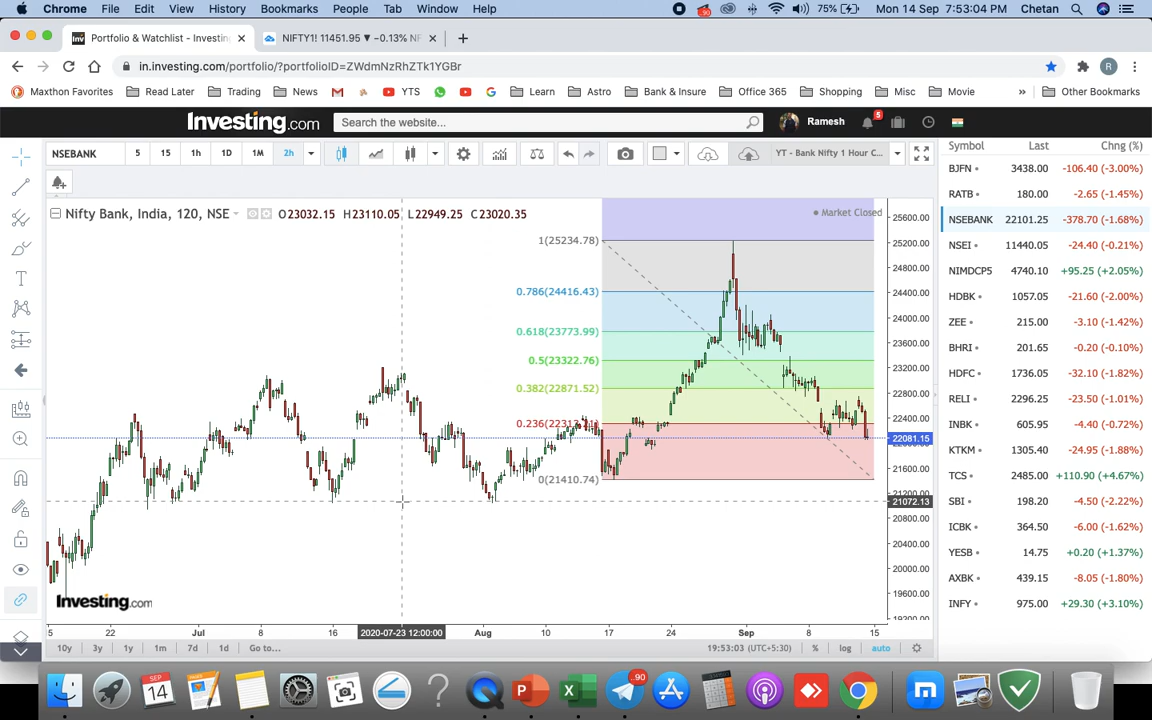 Chrome File Edit View History Bookmarks People Tab Window Help 75% Mon 14 Sep 7:53:04 PM Chetan
Inv Portfolio & Watchlist - Investin × NIFTY1! 11451.95 ▼ −0.13% NF × +
in.investing.com/portfolio/?portfolioID=ZWdmNzRhZTk1YGBr R
Maxthon Favorites Read Later Trading News YTS Learn Astro Bank & Insure Office 365 Shopping Misc Movie » Other Bookmarks
Investing.com Search the website... Ramesh 5
NSEBANK 5 15 1h 1D 1M 2h YT - Bank Nifty 1 Hour C...
Symbol Last Chng (%)
BJFN 3438.00 -106.40 (-3.00%)
RATB 180.00 -2.65 (-1.45%)
NSEBANK 22101.25 -378.70 (-1.68%)
NSEI 11440.05 -24.40 (-0.21%)
NIMDCP5 4740.10 +95.25 (+2.05%)
HDBK 1057.05 -21.60 (-2.00%)
ZEE 215.00 -3.10 (-1.42%)
BHRI 201.65 -0.20 (-0.10%)
HDFC 1736.05 -32.10 (-1.82%)
RELI 2296.25 -23.50 (-1.01%)
INBK 605.95 -4.40 (-0.72%)
KTKM 1305.40 -24.95 (-1.88%)
TCS 2485.00 +110.90 (+4.67%)
SBI 198.20 -4.50 (-2.22%)
ICBK 364.50 -6.00 (-1.62%)
YESB 14.75 +0.20 (+1.37%)
AXBK 439.15 -8.05 (-1.80%)
INFY 975.00 +29.30 (+3.10%)
Nifty Bank, India, 120, NSE O23032.15 H23110.05 L22949.25 C23020.35
Market Closed
1(25234.78)
0.786(24416.43)
0.618(23773.99)
0.5(23322.76)
0.382(22871.52)
0(21410.74)
25600.00
25200.00
24800.00
24400.00
24000.00
23600.00
23200.00
22800.00
22400.00
22081.15
21600.00
21072.13
20800.00
20400.00
20000.00
19600.00
Investing.com
5 22 Jul 8 16 2020-07-23 12:00:00 Aug 10 17 24 Sep 8 15
10y 3y 1y 1m 7d 1d Go to... 19:53:03 (UTC+5:30) % log auto
SEP
14 ? P X 90